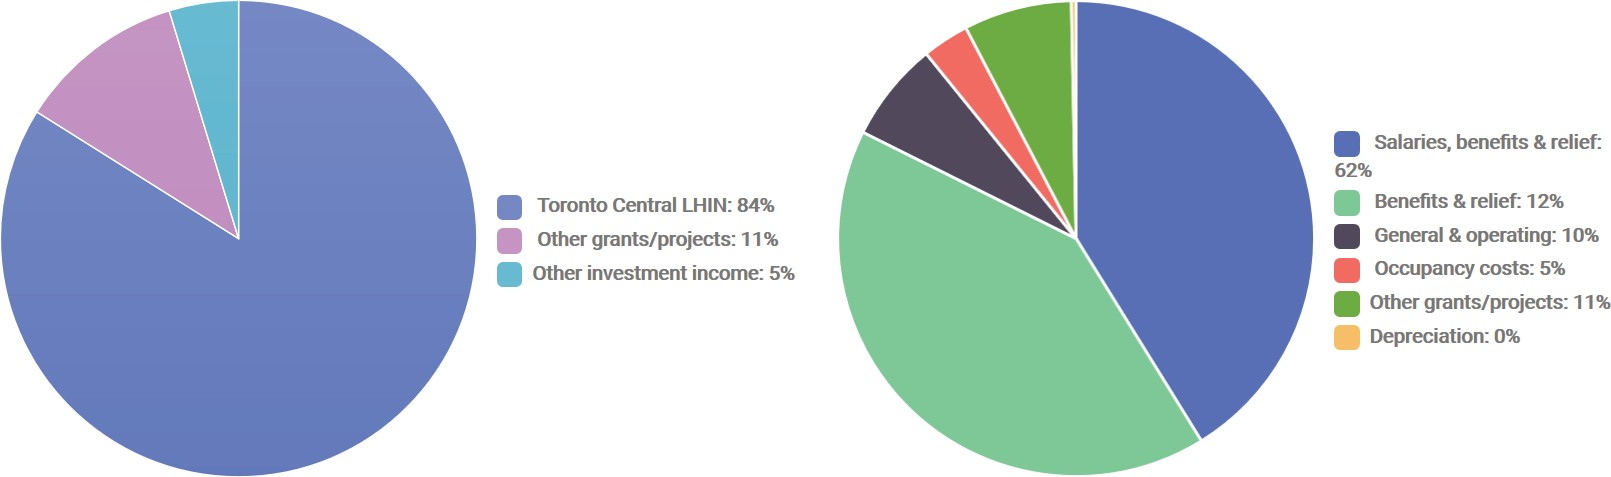 Toronto Central LHIN: 84%
Other grants/projects: 11%
Other investment income: 5%
Salaries, benefits & relief:
62%
Benefits & relief: 12%
General & operating: 10%
Occupancy costs: 5%
Other grants/projects: 11%
Depreciation: 0%